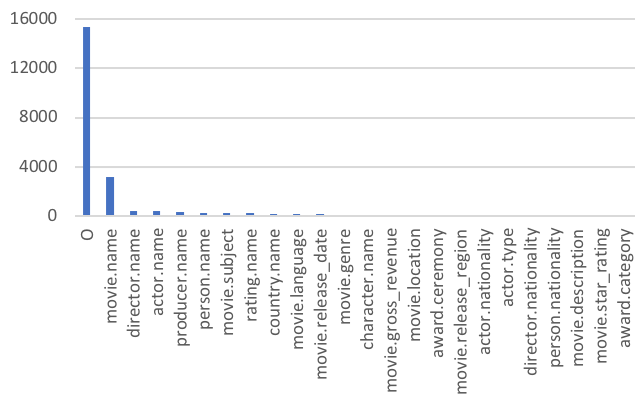 16000
12000
8000
4000
0
O
movie.name
director.name
actor.name
producer.name
person.name
movie.subject
rating.name
country.name
movie.language
movie.release_date
movie.genre
character.name
movie.gross_revenue
movie.location
award.ceremony
movie.release_region
actor.nationality
actor.type
director.nationality
person.nationality
movie.description
movie.star_rating
award.category